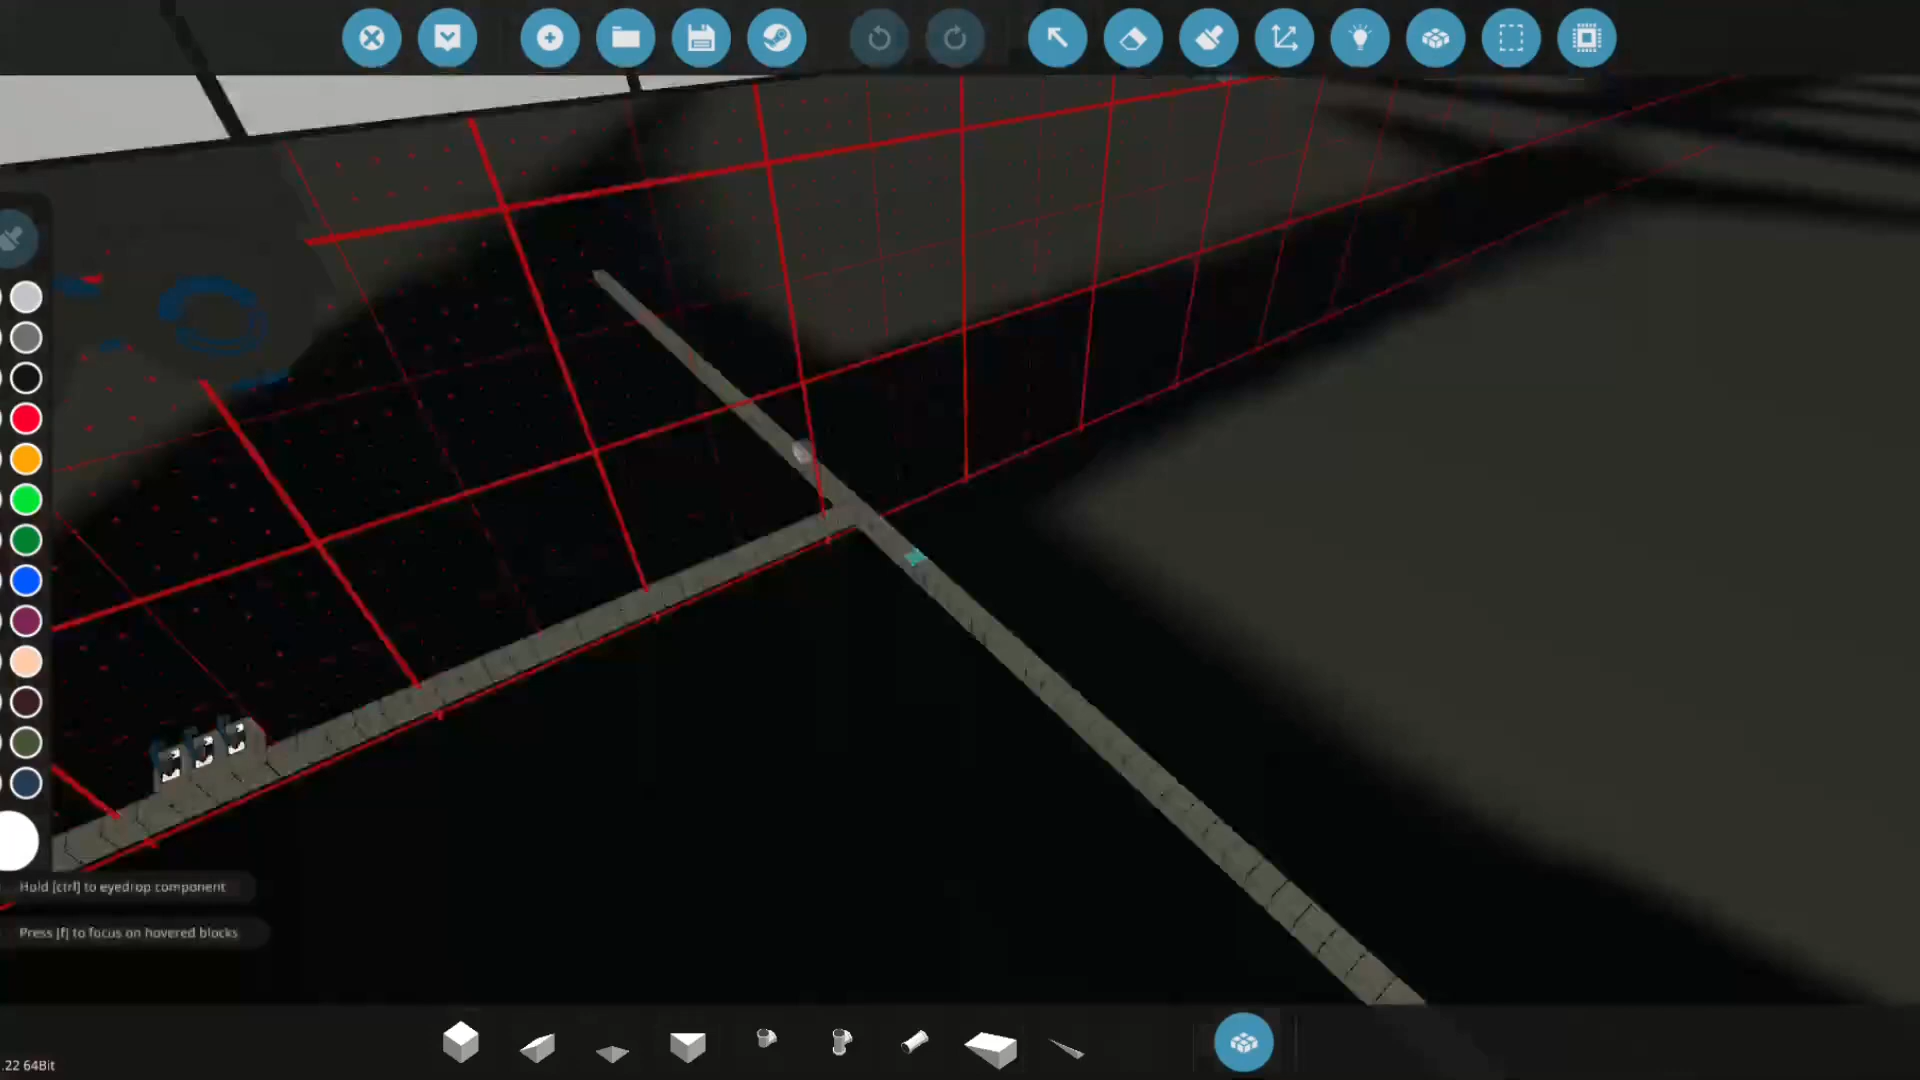 Hold [ctrl] to eyedrop component
Press [f] to focus on hovered blocks
.22 64Bit